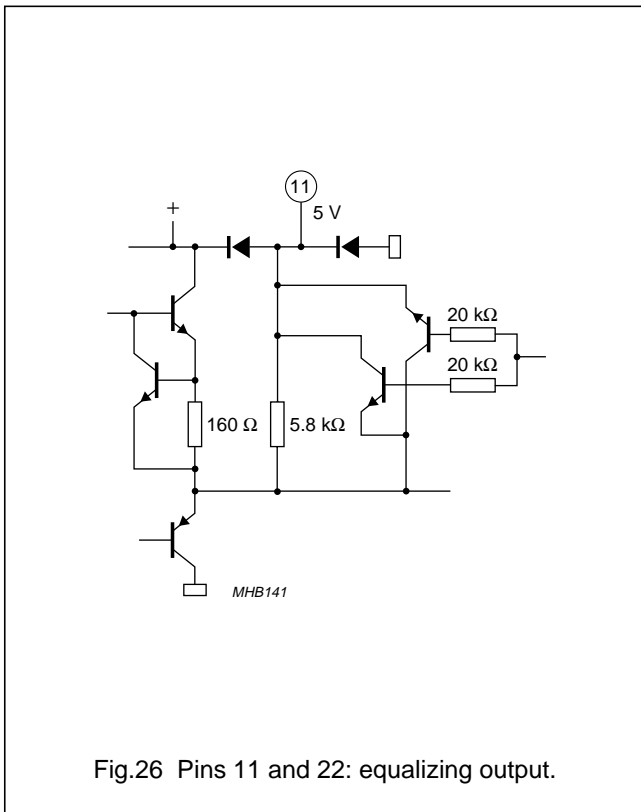 11
5 V
+
20 kΩ
20 kΩ
160 Ω
5.8 kΩ
MHB141
Fig.26 Pins 11 and 22: equalizing output.